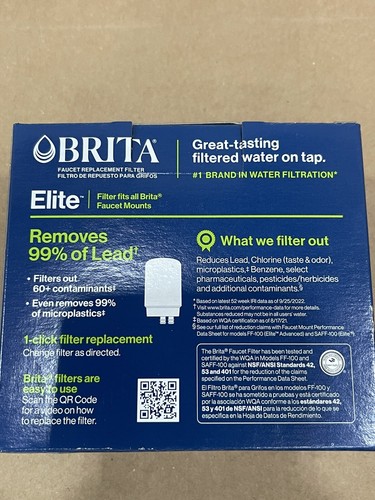 BRITA®
FAUCET REPLACEMENT FILTER
FILTRO DE REPUESTO PARA GRIFOS
Great-tasting
filtered water on tap.
#1 BRAND IN WATER FILTRATION*
Elite™
Filter fits all Brita®
Faucet Mounts
Removes
99% of Lead†
• Filters out
60+ contaminants‡
• Even removes 99%
of microplastics‡
1-click filter replacement
Change filter as directed.
Brita® filters are
easy to use
Scan the QR Code
for a video on how
to replace the filter.
What we filter out
Reduces Lead, Chlorine (taste & odor),
microplastics,‡ Benzene, select
pharmaceuticals, pesticides/herbicides
and additional contaminants.§
* Based on latest 52 week IRI data as of 9/25/2022.
† Visit www.brita.com/performance-data for more details.
Substances reduced may not be in all users' water.
‡ Based on WQA certification as of 8/17/21.
§ See our full list of reduction claims with Faucet Mount Performance
Data Sheet for models FF-100 (Elite™ Advanced) and SAFF-100 (Elite™).
The Brita® Faucet Filter has been tested and
certified by the WQA in Models FF-100 and
SAFF-100 against NSF/ANSI Standards 42,
53 and 401 for the reduction of the claims
specified on the Performance Data Sheet.
El Filtro Brita® para Grifos en los modelos FF-100 y
SAFF-100 se ha sometido a pruebas y está certificado
por la asociación WQA conforme a los estándares 42,
53 y 401 de NSF/ANSI para la reducción de lo que se
especifica en la Hoja de Datos de Rendimiento.